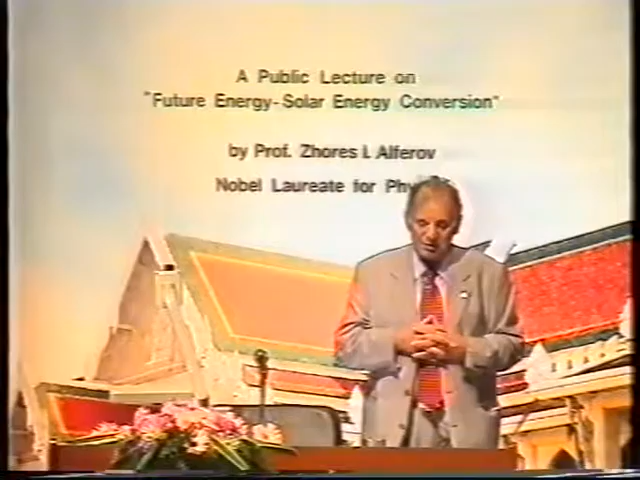 A Public Lecture on
"Future Energy-Solar Energy Conversion"
by Prof. Zhores I. Alferov
Nobel Laureate for